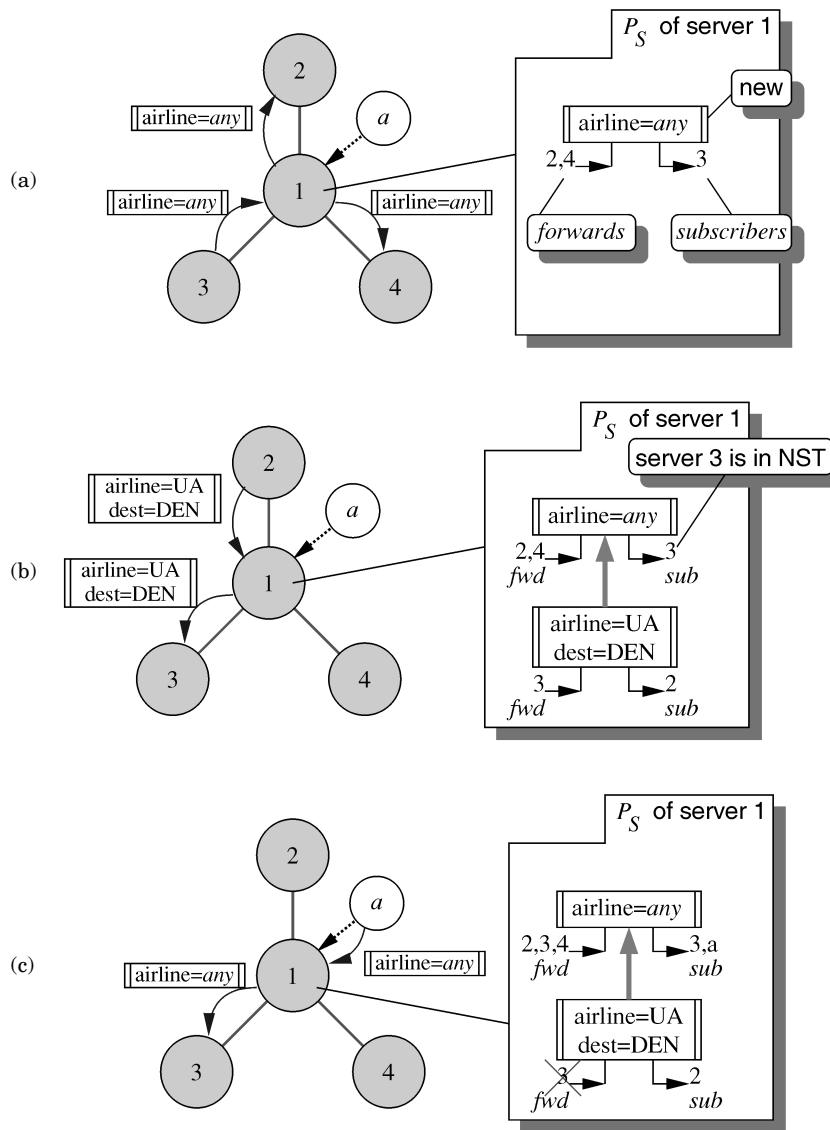 (a)
2
airline=any
a
1
airline=any
airline=any
3
4
P_S of server 1
new
airline=any
2,4
3
forwards
subscribers
(b)
2
airline=UA
dest=DEN
a
airline=UA
dest=DEN
1
3
4
P_S of server 1
server 3 is in NST
airline=any
2,4
3
fwd
sub
airline=UA
dest=DEN
3
2
fwd
sub
(c)
2
a
airline=any
airline=any
1
3
4
P_S of server 1
airline=any
2,3,4
3,a
fwd
sub
airline=UA
dest=DEN
3
2
fwd
sub